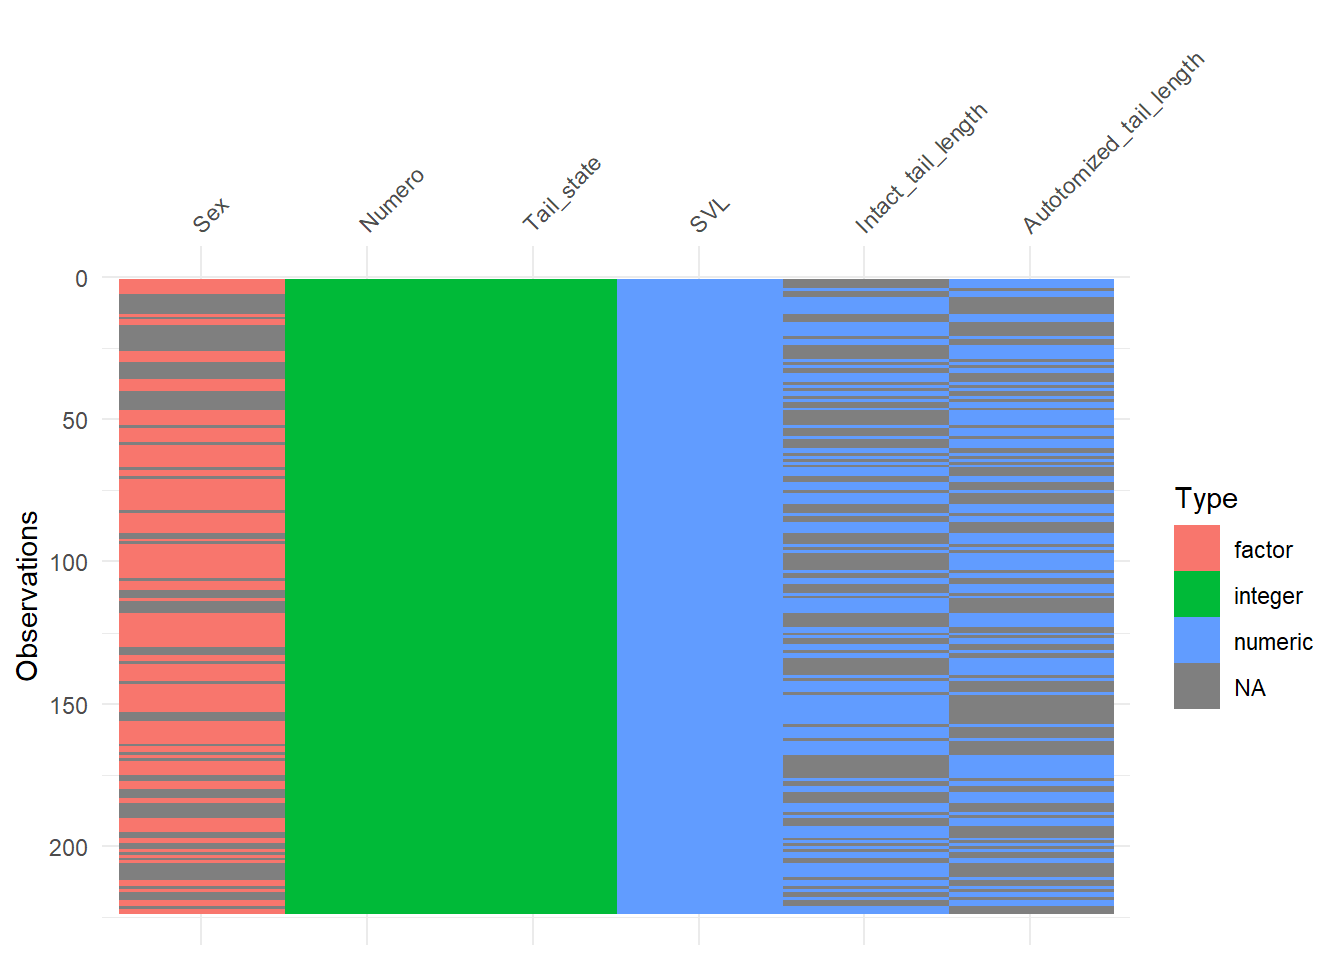 Sex
Numero
Tail_state
SVL
Intact_tail_length
Autotomized_tail_length
0
50
100
150
200
Observations
Type
factor
integer
numeric
NA